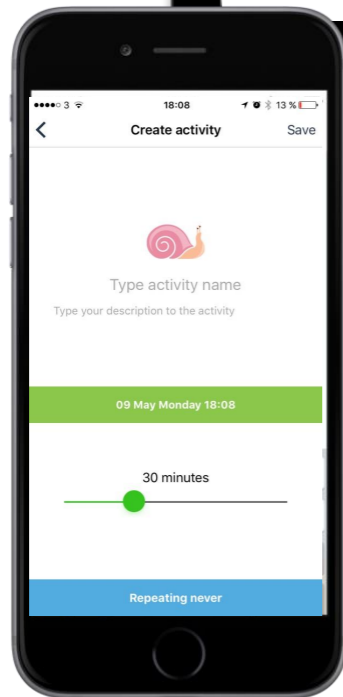 3 18:08 13 %
Create activity Save
Type activity name
Type your description to the activity
09 May Monday 18:08
30 minutes
Repeating never